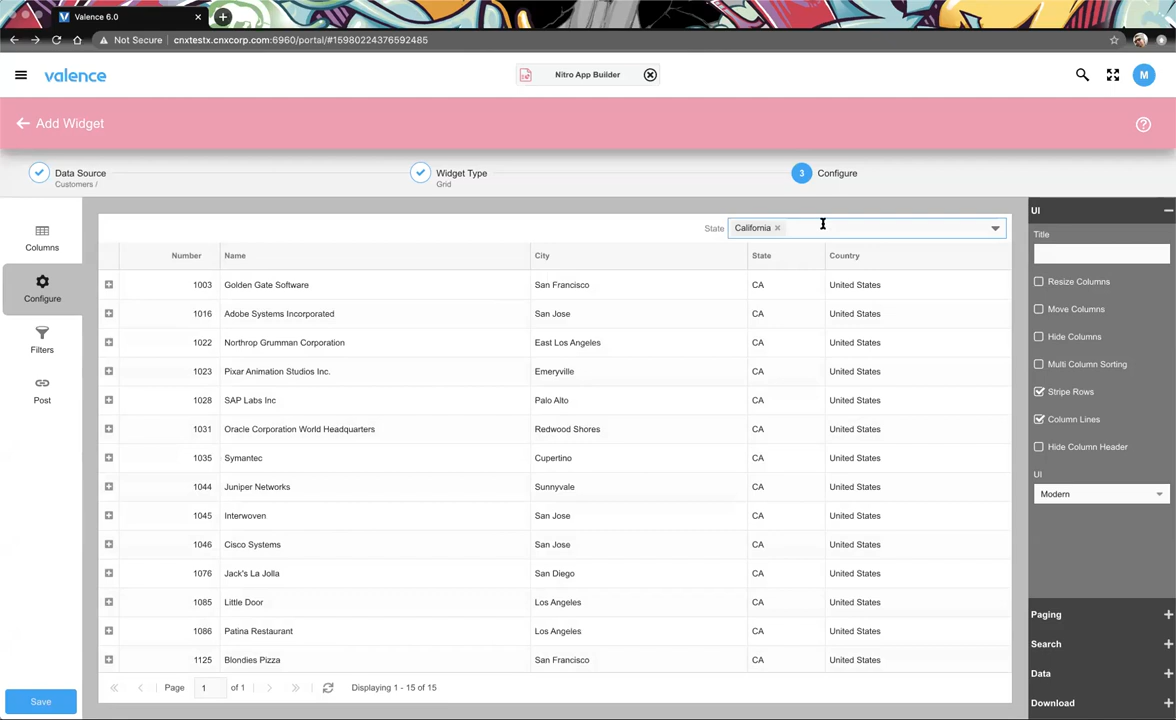 Valence 6.0
Not Secure cnxtestx.cnxcorp.com:6960/portal/#15980224376592485
valence
Nitro App Builder
M
Add Widget
Data Source
Customers /
Widget Type
Grid
3 Configure
Columns
Configure
Filters
Post
Save
State California
Number Name City State Country
1003 Golden Gate Software San Francisco CA United States
1016 Adobe Systems Incorporated San Jose CA United States
1022 Northrop Grumman Corporation East Los Angeles CA United States
1023 Pixar Animation Studios Inc. Emeryville CA United States
1028 SAP Labs Inc Palo Alto CA United States
1031 Oracle Corporation World Headquarters Redwood Shores CA United States
1035 Symantec Cupertino CA United States
1044 Juniper Networks Sunnyvale CA United States
1045 Interwoven San Jose CA United States
1046 Cisco Systems San Jose CA United States
1076 Jack's La Jolla San Diego CA United States
1085 Little Door Los Angeles CA United States
1086 Patina Restaurant Los Angeles CA United States
1125 Blondies Pizza San Francisco CA United States
Page 1 of 1 Displaying 1 - 15 of 15
UI
Title
Resize Columns
Move Columns
Hide Columns
Multi Column Sorting
Stripe Rows
Column Lines
Hide Column Header
UI
Modern
Paging
Search
Data
Download